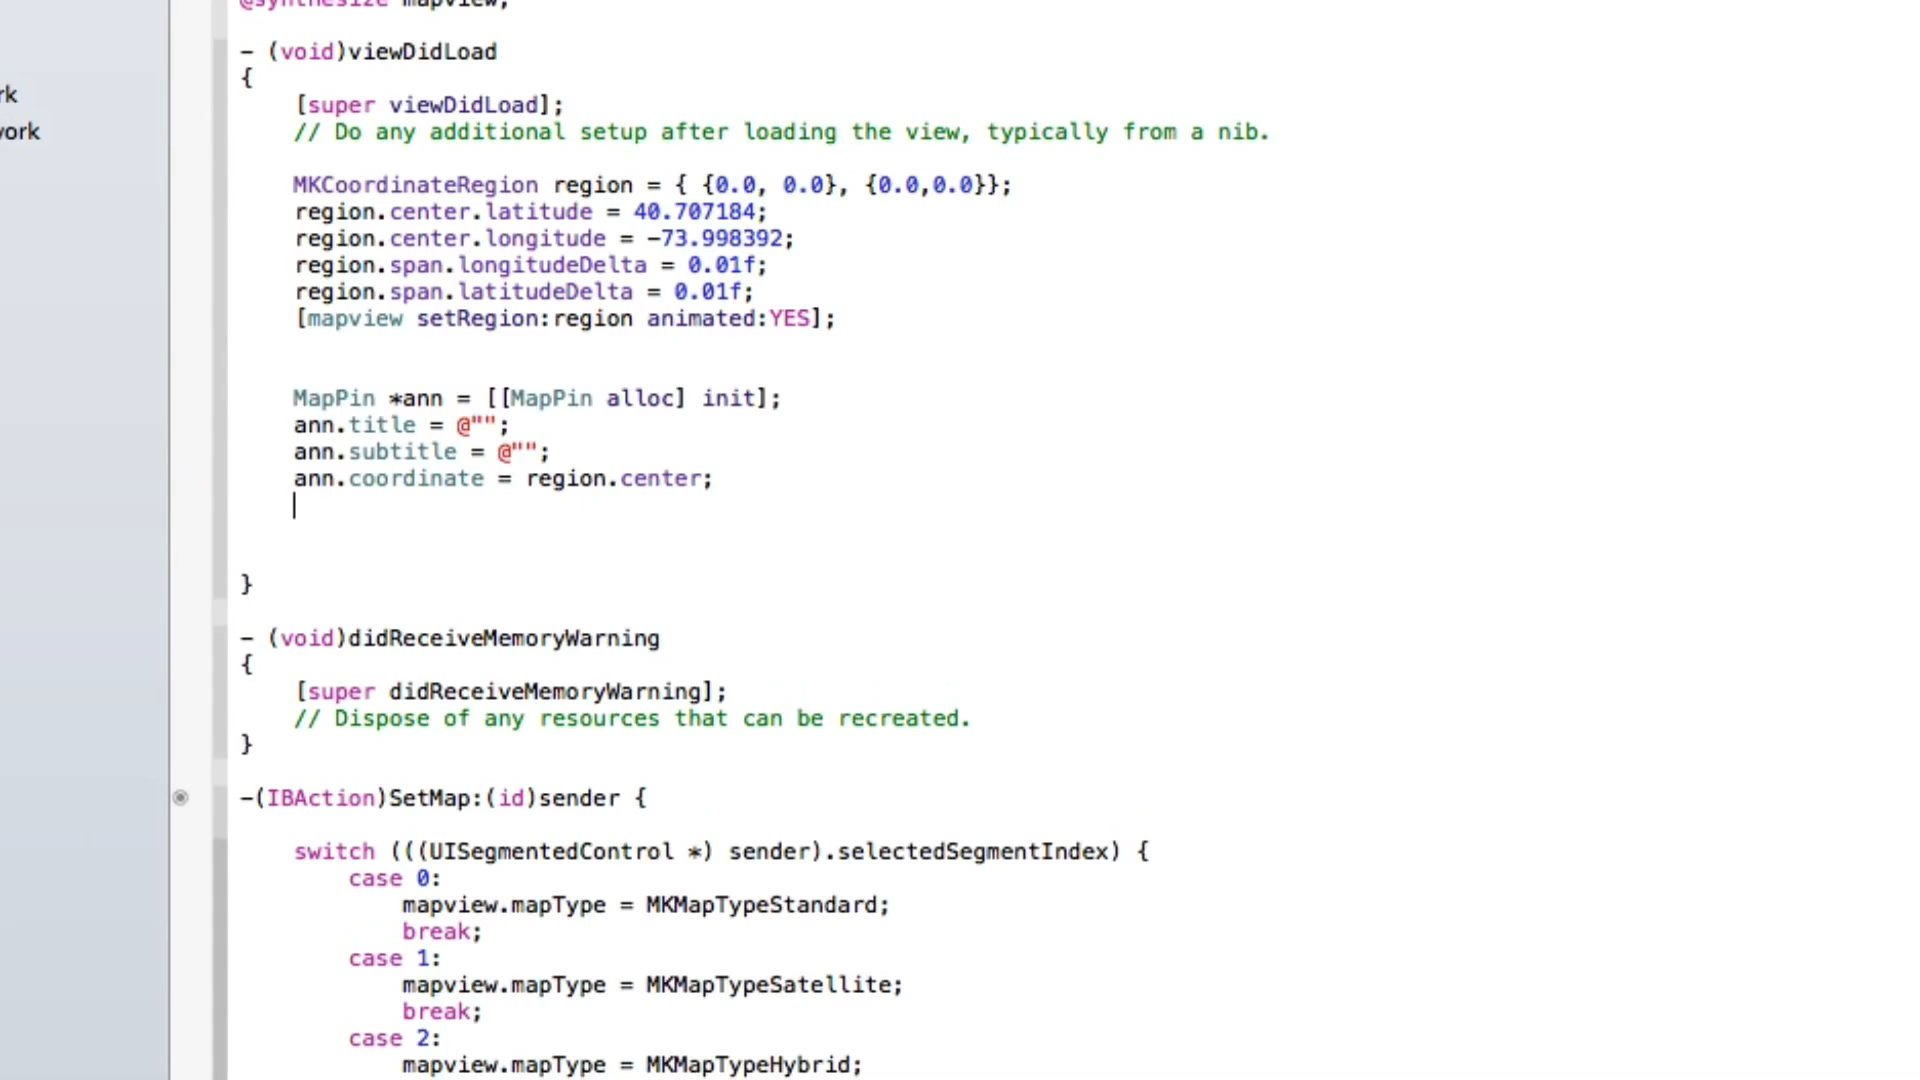 @synthesize mapview;
- (void)viewDidLoad
{
[super viewDidLoad];
// Do any additional setup after loading the view, typically from a nib.
MKCoordinateRegion region = { {0.0, 0.0}, {0.0,0.0}};
region.center.latitude = 40.707184;
region.center.longitude = -73.998392;
region.span.longitudeDelta = 0.01f;
region.span.latitudeDelta = 0.01f;
[mapview setRegion:region animated:YES];
MapPin *ann = [[MapPin alloc] init];
ann.title = @"";
ann.subtitle = @"";
ann.coordinate = region.center;
}
- (void)didReceiveMemoryWarning
{
[super didReceiveMemoryWarning];
// Dispose of any resources that can be recreated.
}
-(IBAction)SetMap:(id)sender {
switch (((UISegmentedControl *) sender).selectedSegmentIndex) {
case 0:
mapview.mapType = MKMapTypeStandard;
break;
case 1:
mapview.mapType = MKMapTypeSatellite;
break;
case 2:
mapview.mapType = MKMapTypeHybrid;
rk
ork